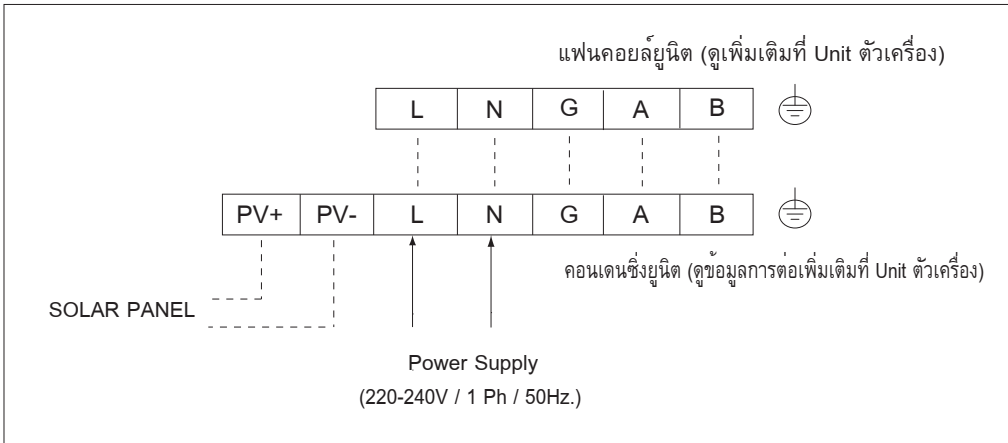 แฟนคอยล์ยูนิต (ดูเพิ่มเติมที่ Unit ตัวเครื่อง)
L N G A B
PV+ PV- L N G A B
คอนเดนซิ่งยูนิต (ดูข้อมูลการต่อเพิ่มเติมที่ Unit ตัวเครื่อง)
SOLAR PANEL
Power Supply
(220-240V / 1 Ph / 50Hz.)